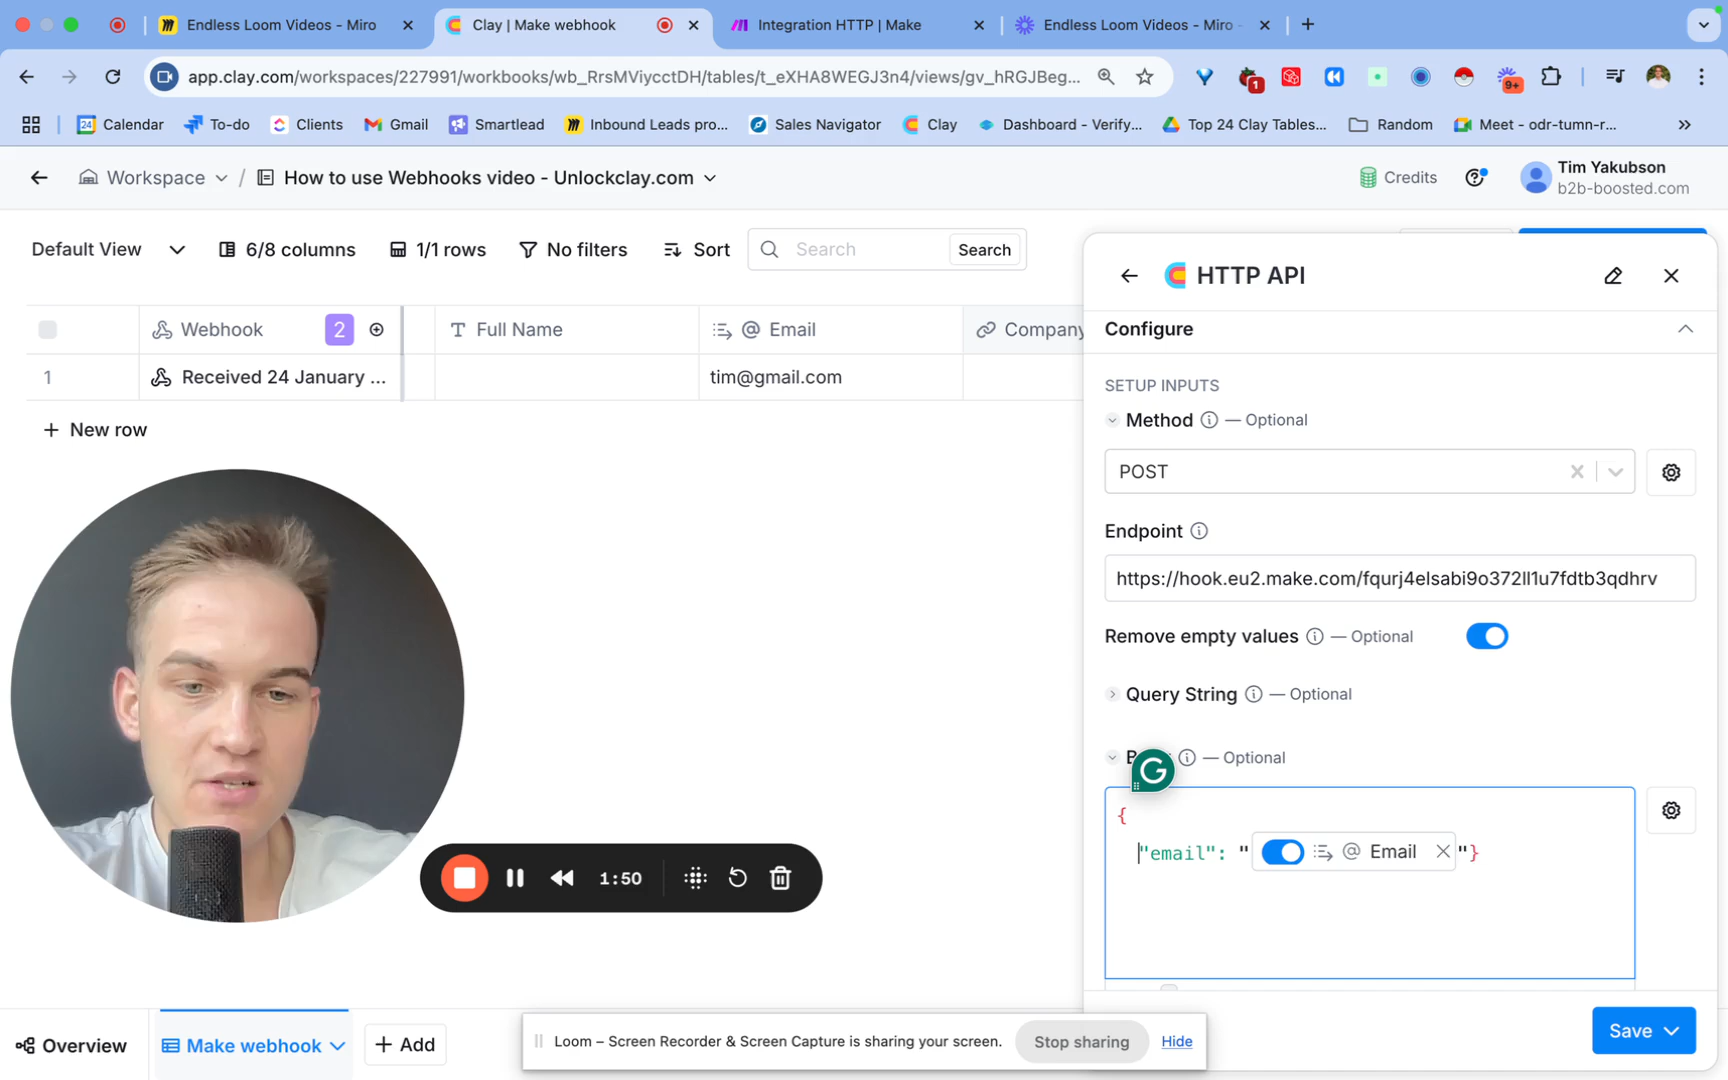 Endless Loom Videos - Miro
Clay | Make webhook
Integration HTTP | Make
Endless Loom Videos - Miro -
app.clay.com/workspaces/227991/workbooks/wb_RrsMViycctDH/tables/t_eXHA8WEGJ3n4/views/gv_hRGJBeg...
1
9+
24
Calendar
To-do
Clients
Gmail
Smartlead
Inbound Leads pro...
Sales Navigator
Clay
Dashboard - Verify,...
Top 24 Clay Tables...
Random
Meet - odr-tumn-r...
Workspace
/
How to use Webhooks video - Unlockclay.com
Credits
Tim Yakubson
b2b-boosted.com
Default View
6/8 columns
1/1 rows
No filters
Sort
Search
Search
Webhook
2
Full Name
Email
Company
1
Received 24 January ...
tim@gmail.com
+ New row
HTTP API
Configure
SETUP INPUTS
Method — Optional
POST
Endpoint
https://hook.eu2.make.com/fqurj4elsabi9o372ll1u7fdtb3qdhrv
Remove empty values — Optional
Query String — Optional
— Optional
{
"email": " @ Email "}
1:50
Overview
Make webhook
+ Add
Loom – Screen Recorder & Screen Capture is sharing your screen.
Stop sharing
Hide
Save